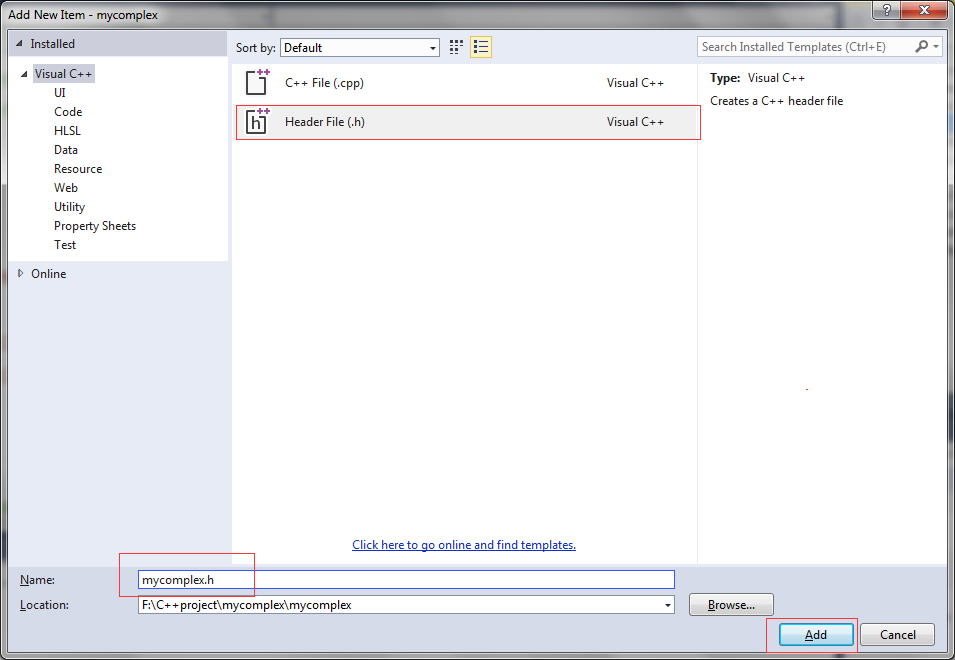 Add New Item - mycomplex
?
Installed
Sort by: Default
Search Installed Templates (Ctrl+E)
Visual C++
UI
Code
HLSL
Data
Resource
Web
Utility
Property Sheets
Test
Online
C++ File (.cpp) Visual C++
h Header File (.h) Visual C++
Type: Visual C++
Creates a C++ header file
Click here to go online and find templates.
Name: mycomplex.h
Location: F:\C++project\mycomplex\mycomplex
Browse...
Add Cancel